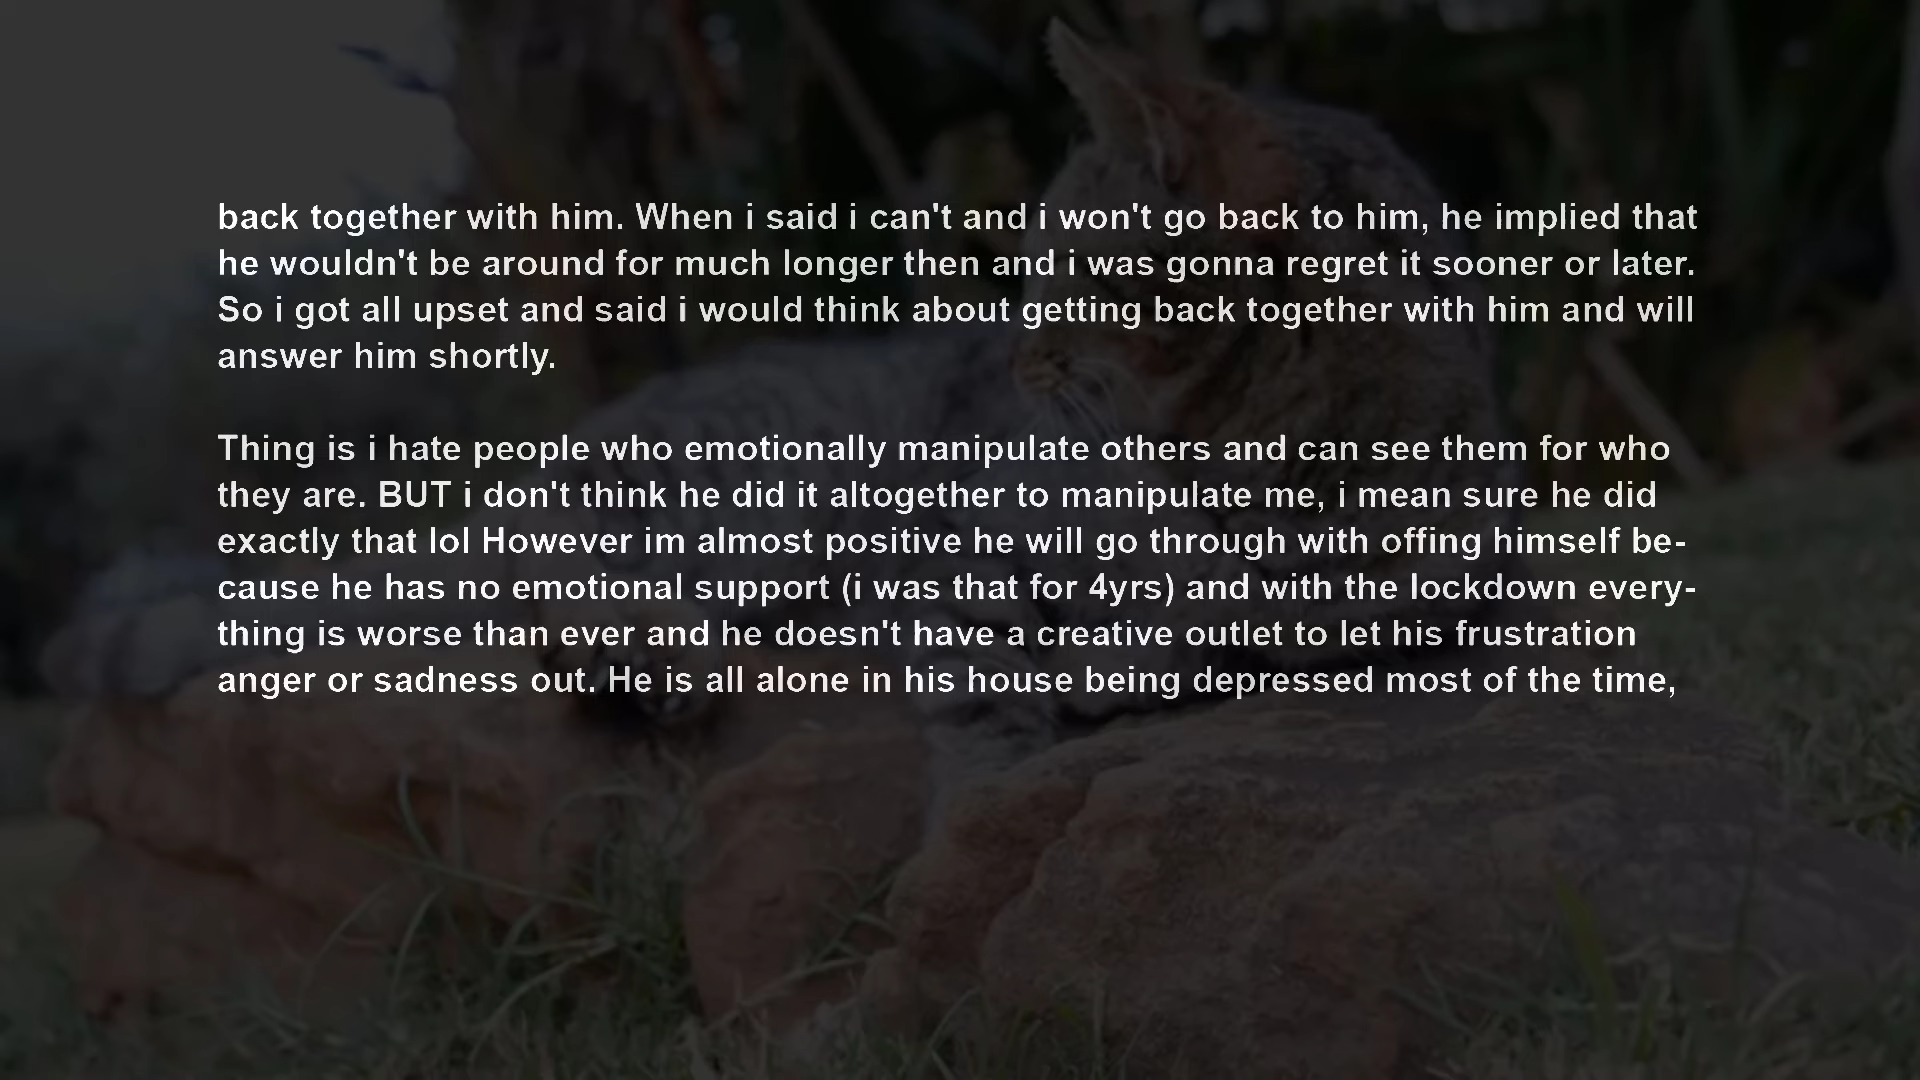 back together with him. When i said i can't and i won't go back to him, he implied that
he wouldn't be around for much longer then and i was gonna regret it sooner or later.
So i got all upset and said i would think about getting back together with him and will
answer him shortly.
Thing is i hate people who emotionally manipulate others and can see them for who
they are. BUT i don't think he did it altogether to manipulate me, i mean sure he did
exactly that lol However im almost positive he will go through with offing himself be-
cause he has no emotional support (i was that for 4yrs) and with the lockdown every-
thing is worse than ever and he doesn't have a creative outlet to let his frustration
anger or sadness out. He is all alone in his house being depressed most of the time,